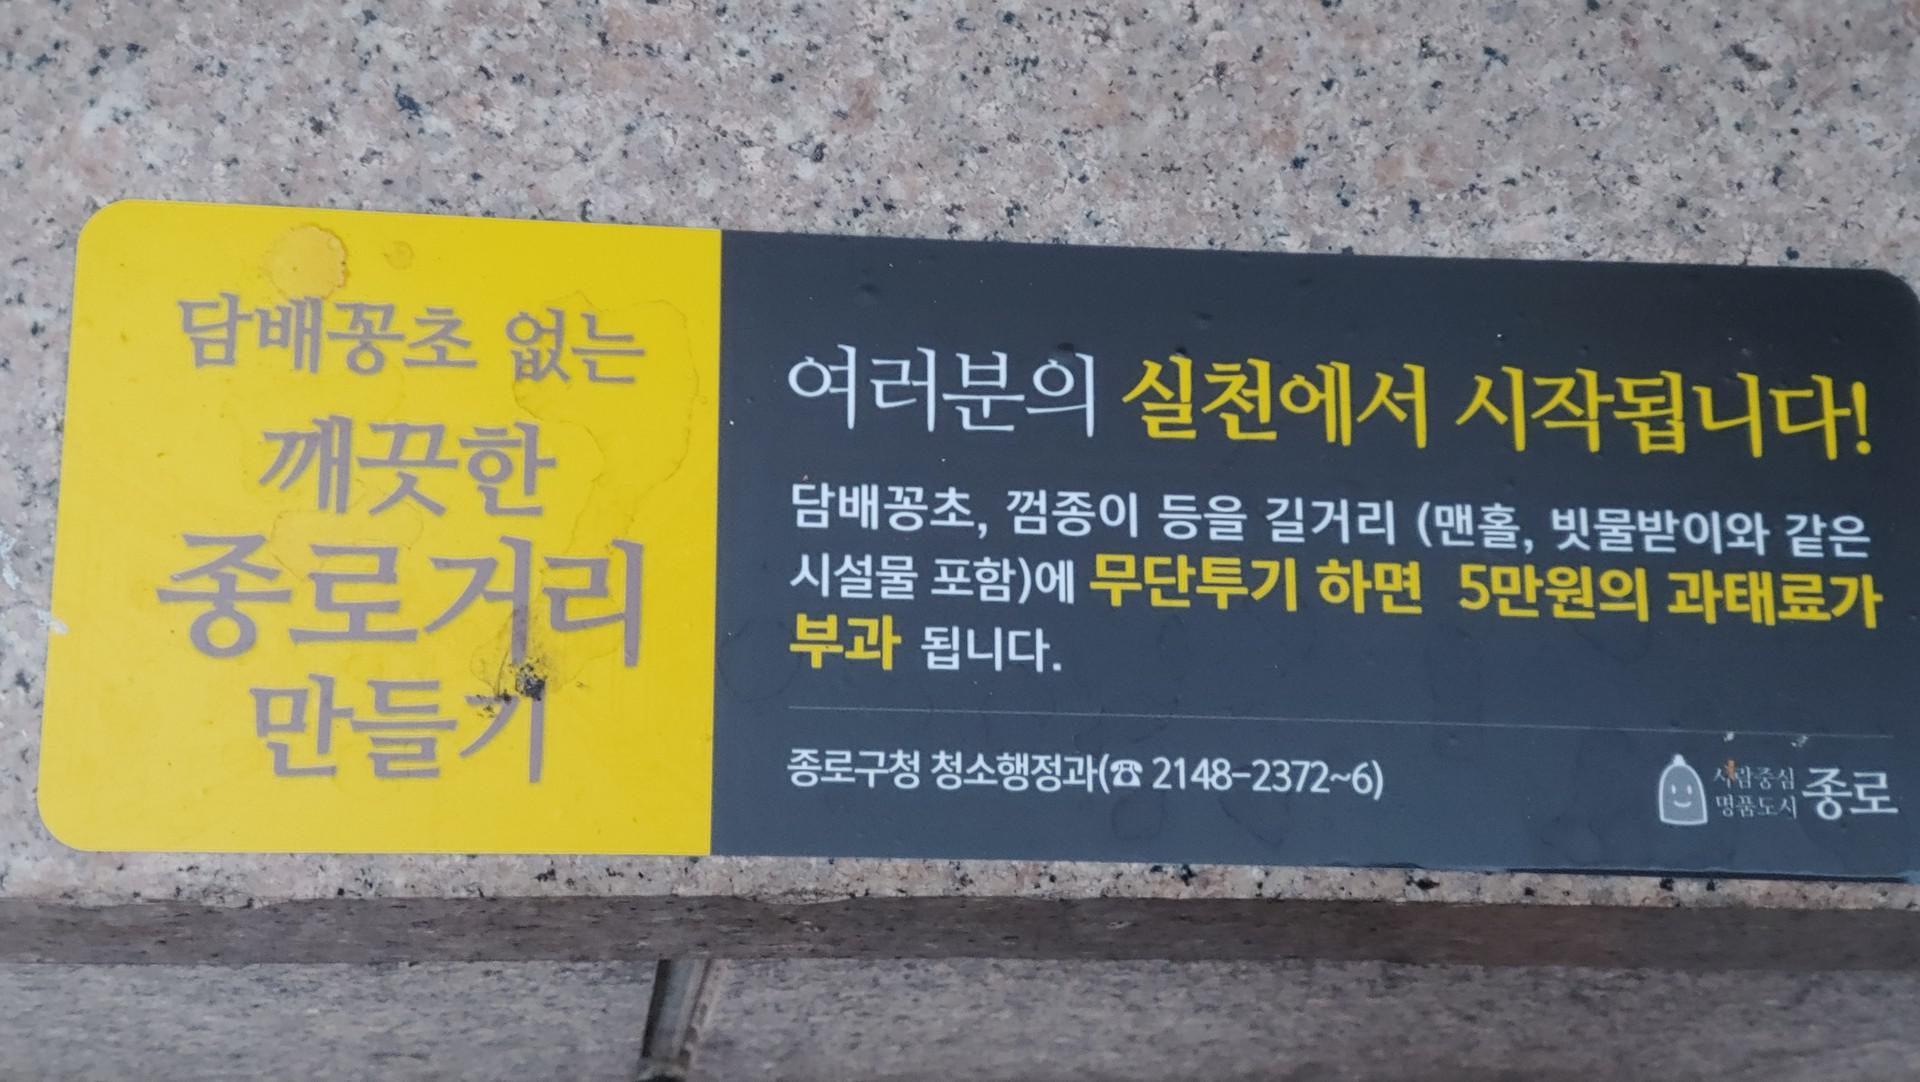 담배꽁초 없는
깨끗한
종로거리
만들기
여러분의 실천에서 시작됩니다!
담배꽁초, 껌종이 등을 길거리 (맨홀, 빗물받이와 같은
시설물 포함)에 무단투기 하면 5만원의 과태료가
부과 됩니다.
종로구청 청소행정과(☎ 2148-2372~6)
사람중심
명품도시
종로